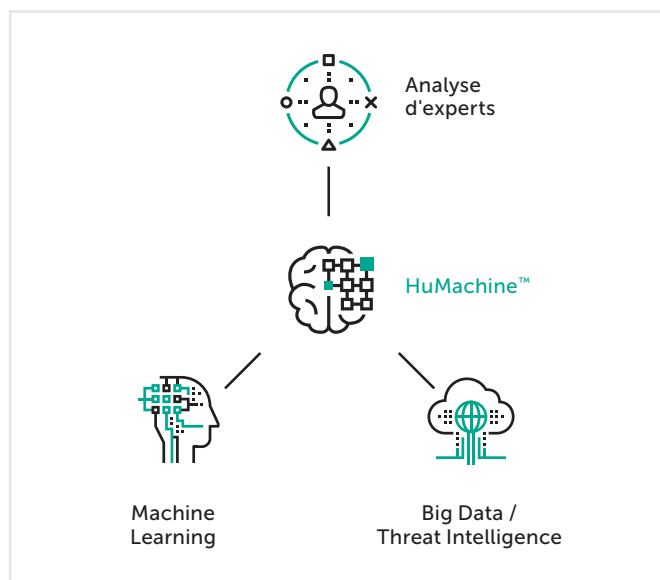 Analyse
d'experts
HuMachine™
Machine
Learning
Big Data /
Threat Intelligence